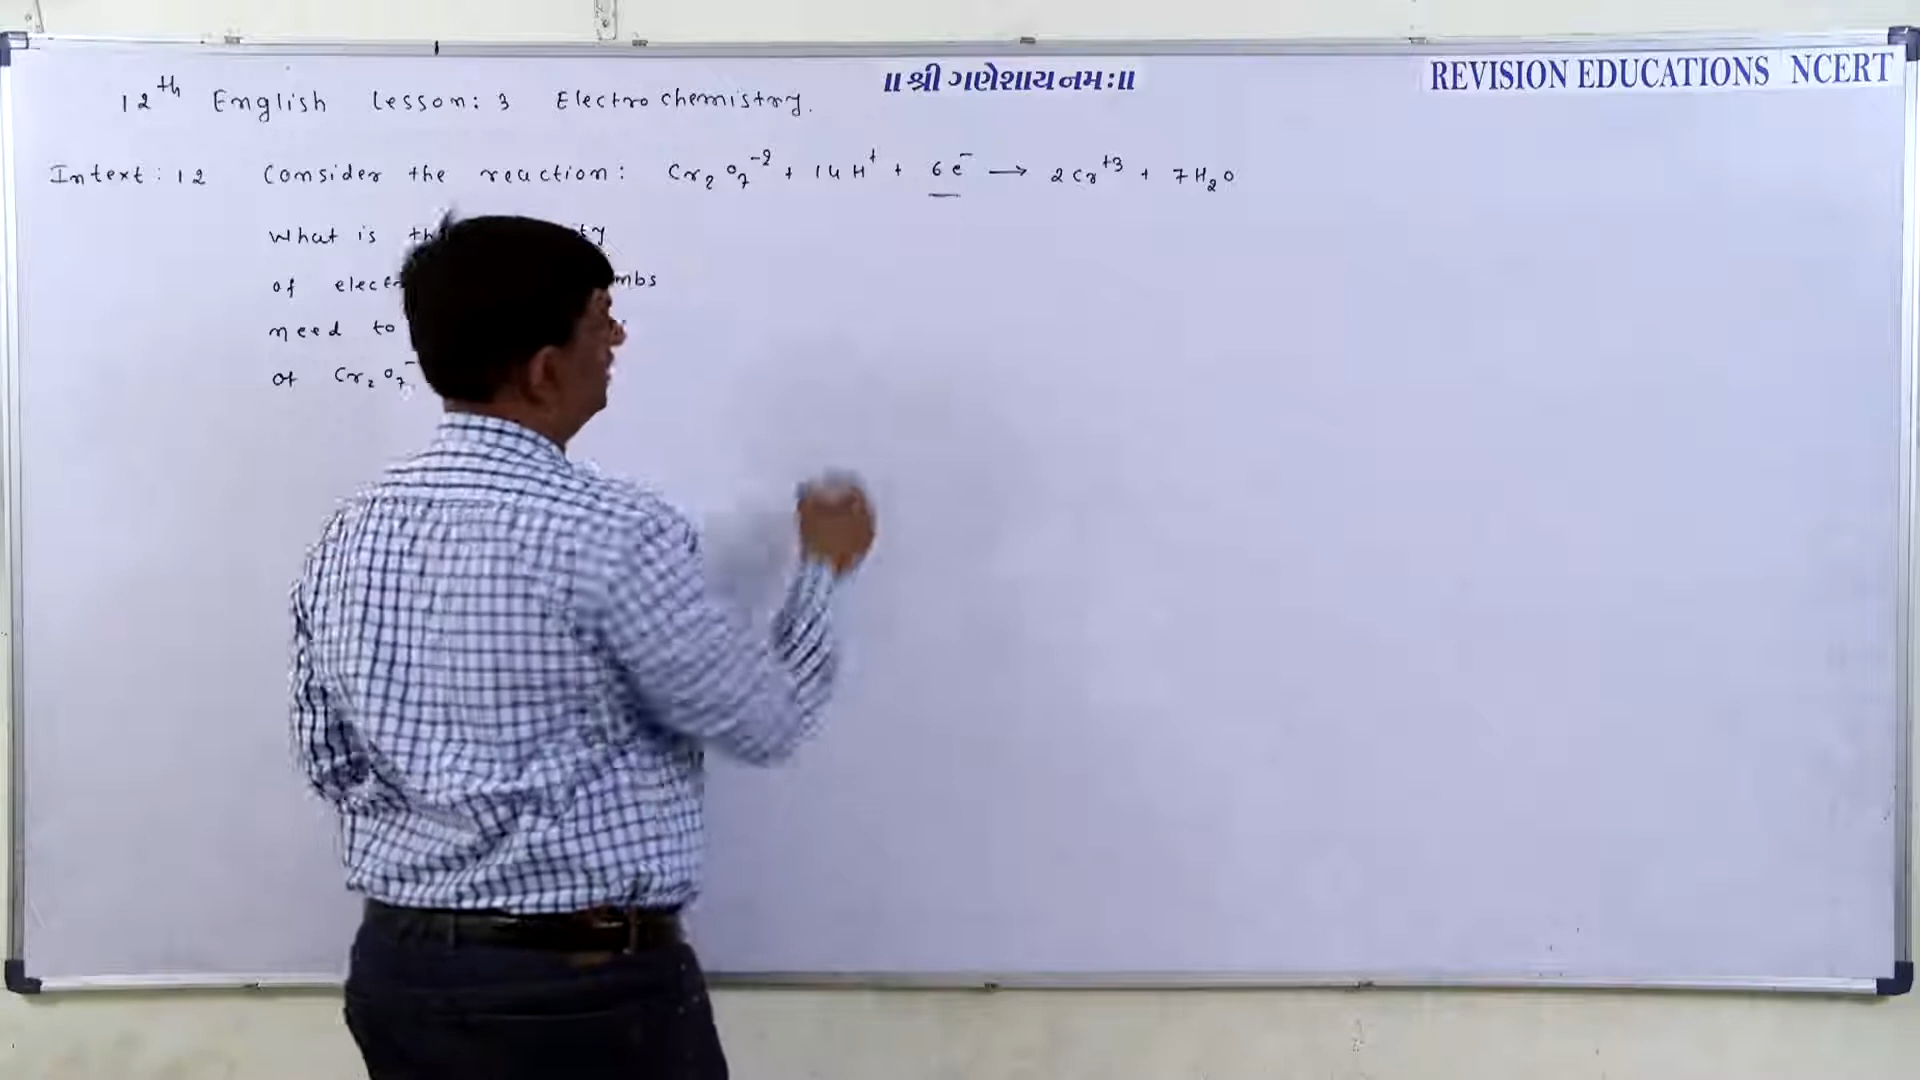 ॥ શ્રી ગણેશાય નમઃ॥
REVISION EDUCATIONS NCERT
12th English Lesson: 3 Electrochemistry.
Intext: 12 Consider the reaction: Cr₂O₇⁻² + 14H⁺ + 6e⁻ → 2Cr⁺³ + 7H₂O
What is
of
need to
of Cr₂O₇